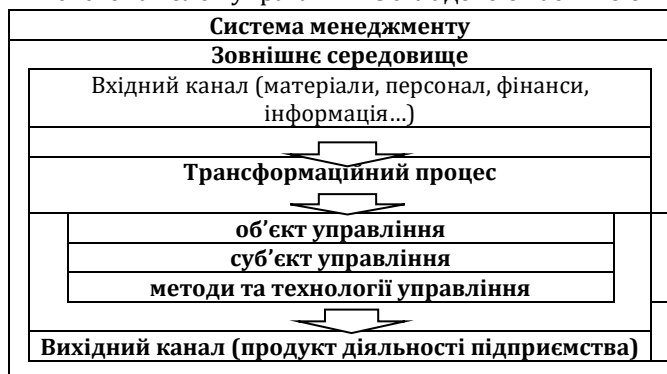 Система менеджменту
Зовнішнє середовище
Вхідний канал (матеріали, персонал, фінанси,
інформація...)
Трансформаційний процес
об’єкт управління
суб’єкт управління
методи та технології управління
Вихідний канал (продукт діяльності підприємства)